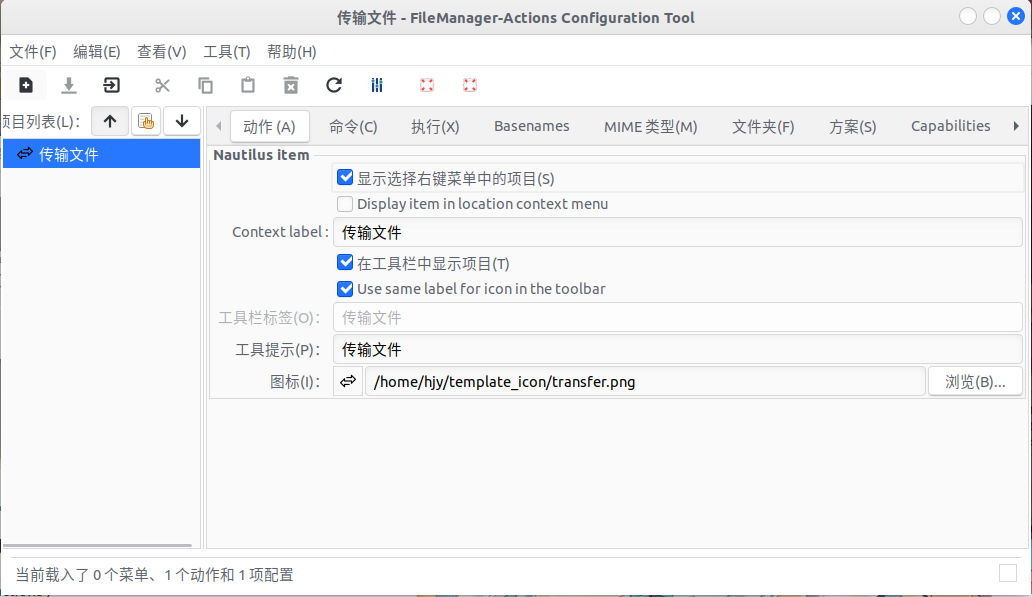 传输文件 - FileManager-Actions Configuration Tool
文件(F) 编辑(E) 查看(V) 工具(T) 帮助(H)
项目列表(L):
动作 (A) 命令(C) 执行(X) Basenames MIME 类型(M) 文件夹(F) 方案(S) Capabilities
传输文件
Nautilus item
显示选择右键菜单中的项目(S)
Display item in location context menu
Context label : 传输文件
在工具栏中显示项目(T)
Use same label for icon in the toolbar
工具栏标签(O): 传输文件
工具提示(P): 传输文件
图标(I): /home/hjy/template_icon/transfer.png 浏览(B)...
当前载入了 0 个菜单、1 个动作和 1 项配置